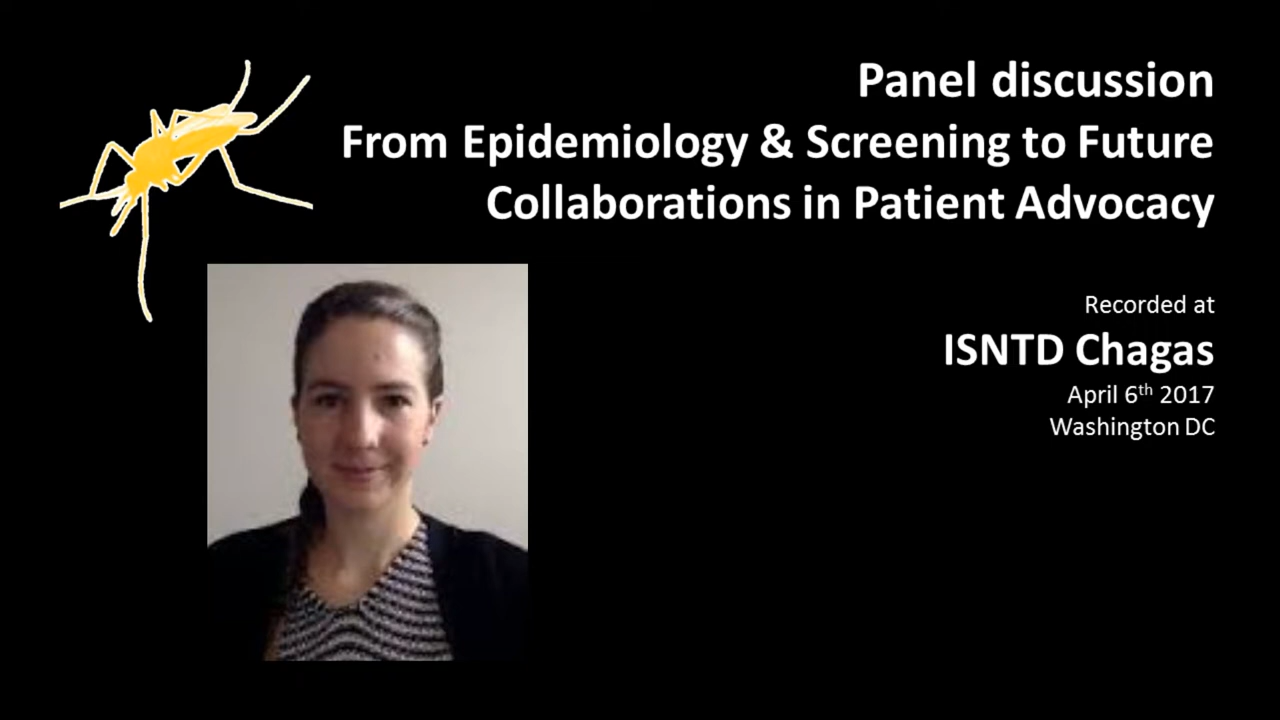 Panel discussion
From Epidemiology & Screening to Future
Collaborations in Patient Advocacy
Recorded at
ISNTD Chagas
April 6th 2017
Washington DC